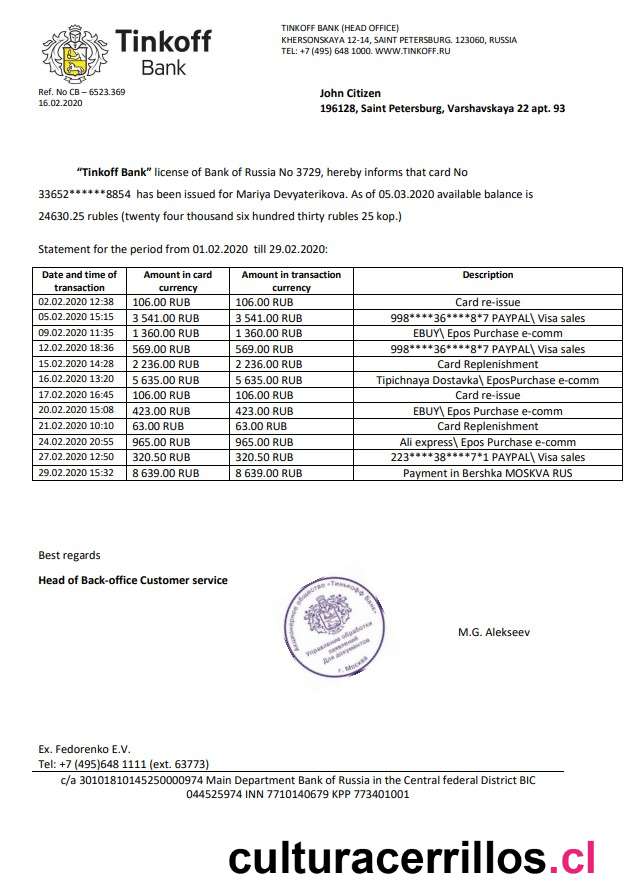 Tinkoff
Bank
TINKOFF BANK (HEAD OFFICE)
KHERSONSKAYA 12-14, SAINT PETERSBURG. 123060, RUSSIA
TEL: +7 (495) 648 1000. WWW.TINKOFF.RU
Ref. No CB – 6523.369
16.02.2020
John Citizen
196128, Saint Petersburg, Varshavskaya 22 apt. 93
“Tinkoff Bank” license of Bank of Russia No 3729, hereby informs that card No
33652******8854 has been issued for Mariya Devyaterikova. As of 05.03.2020 available balance is
24630.25 rubles (twenty four thousand six hundred thirty rubles 25 kop.)
Statement for the period from 01.02.2020 till 29.02.2020:
Date and time of transaction Amount in card currency Amount in transaction currency Description
02.02.2020 12:38 106.00 RUB 106.00 RUB Card re-issue
05.02.2020 15:15 3 541.00 RUB 3 541.00 RUB 998****36****8*7 PAYPAL\ Visa sales
09.02.2020 11:35 1 360.00 RUB 1 360.00 RUB EBUY\ Epos Purchase e-comm
12.02.2020 18:36 569.00 RUB 569.00 RUB 998****36****8*7 PAYPAL\ Visa sales
15.02.2020 14:28 2 236.00 RUB 2 236.00 RUB Card Replenishment
16.02.2020 13:20 5 635.00 RUB 5 635.00 RUB Tipichnaya Dostavka\ EposPurchase e-comm
17.02.2020 16:45 106.00 RUB 106.00 RUB Card re-issue
20.02.2020 15:08 423.00 RUB 423.00 RUB EBUY\ Epos Purchase e-comm
21.02.2020 10:10 63.00 RUB 63.00 RUB Card Replenishment
24.02.2020 20:55 965.00 RUB 965.00 RUB Ali express\ Epos Purchase e-comm
27.02.2020 12:50 320.50 RUB 320.50 RUB 223****38****7*1 PAYPAL\ Visa sales
29.02.2020 15:32 8 639.00 RUB 8 639.00 RUB Payment in Bershka MOSKVA RUS
Best regards
Head of Back-office Customer service
Акционерное общество «Тинькофф Банк»
Управление обработки
заявлений
Для документов
г. Москва
M.G. Alekseev
Ex. Fedorenko E.V.
Tel: +7 (495)648 1111 (ext. 63773)
c/a 30101810145250000974 Main Department Bank of Russia in the Central federal District BIC
044525974 INN 7710140679 KPP 773401001
culturacerrillos.cl